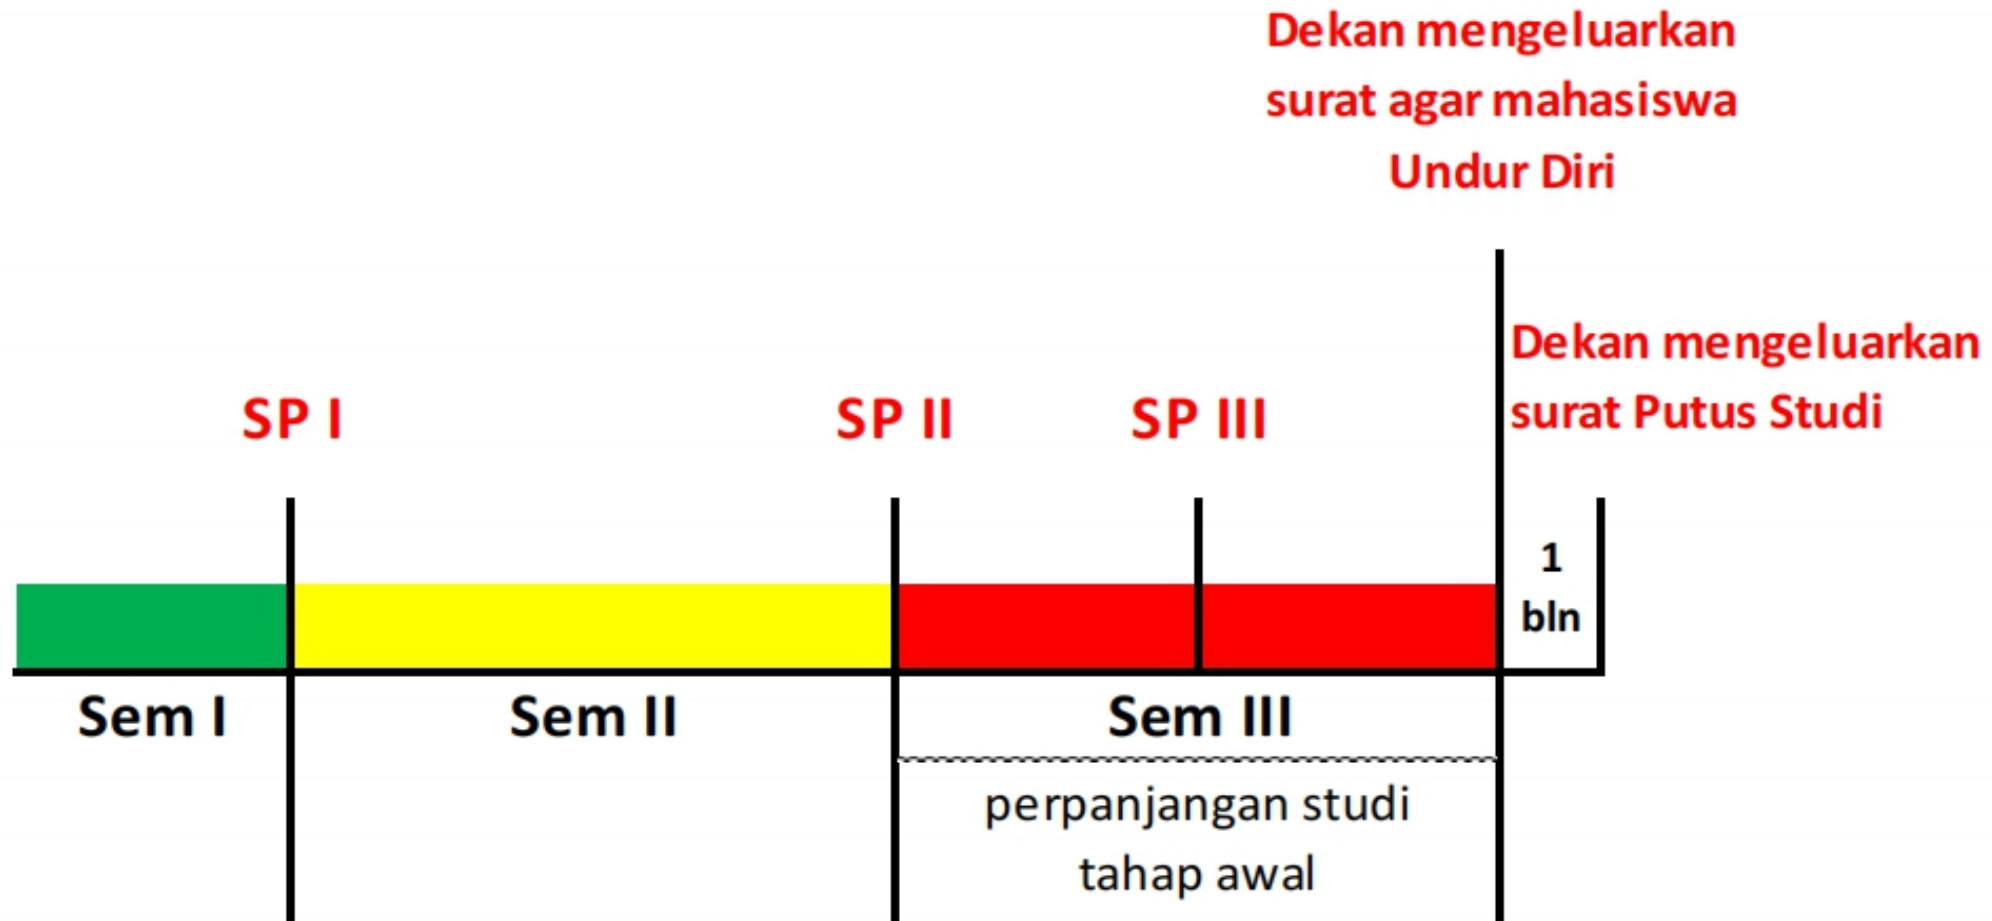 Dekan mengeluarkan
surat agar mahasiswa
Undur Diri
Dekan mengeluarkan
surat Putus Studi
SP I
SP II
SP III
1
bln
Sem I
Sem II
Sem III
perpanjangan studi
tahap awal